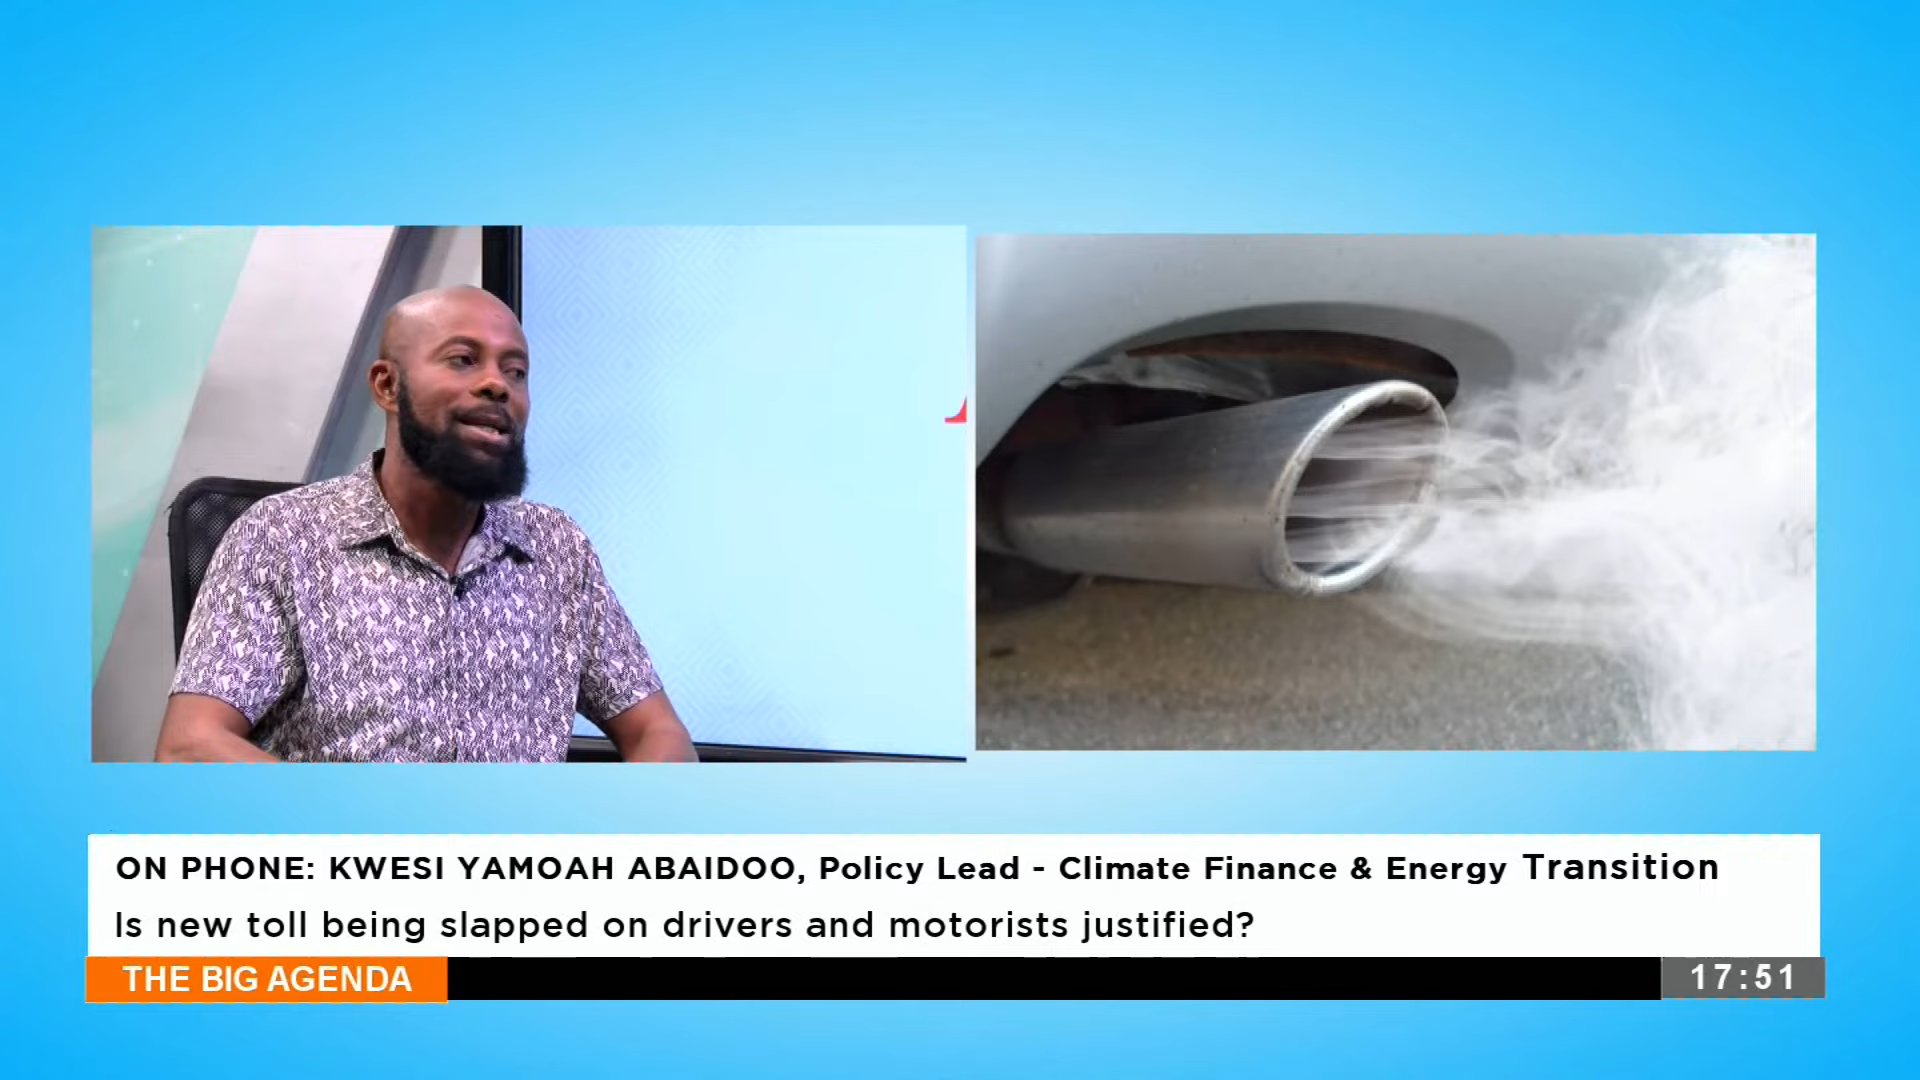 ON PHONE: KWESI YAMOAH ABAIDOO, Policy Lead - Climate Finance & Energy Transition
Is new toll being slapped on drivers and motorists justified?
THE BIG AGENDA
17:51